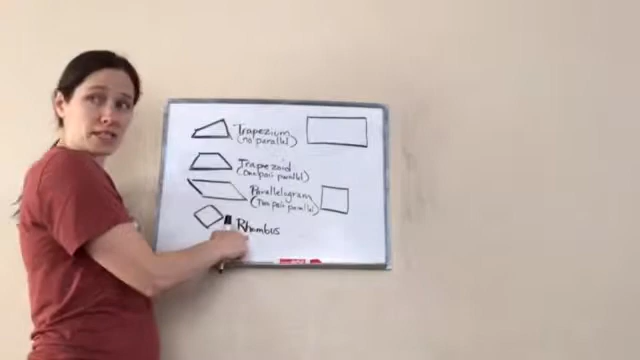 Trapezium
(no parallel)
Trapezoid
(One pair parallel)
Parallelogram
(Two pair parallel)
Rhombus